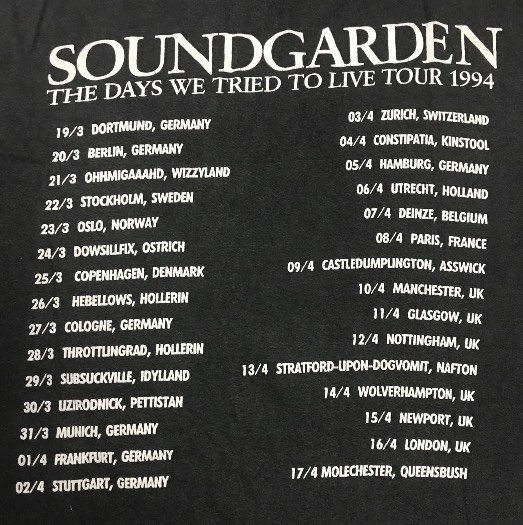 SOUNDGARDEN
THE DAYS WE TRIED TO LIVE TOUR 1994
19/3 DORTMUND, GERMANY
20/3 BERLIN, GERMANY
21/3 OHHMIGAAAHD, WIZZYLAND
22/3 STOCKHOLM, SWEDEN
23/3 OSLO, NORWAY
24/3 DOWSILLFIX, OSTRICH
25/3 COPENHAGEN, DENMARK
26/3 HEBELLOWS, HOLLERIN
27/3 COLOGNE, GERMANY
28/3 THROTTLINGRAD, HOLLERIN
29/3 SUBSUCKVILLE, IDYLLAND
30/3 UZIRODNICK, PETTISTAN
31/3 MUNICH, GERMANY
01/4 FRANKFURT, GERMANY
02/4 STUTTGART, GERMANY
03/4 ZURICH, SWITZERLAND
04/4 CONSTIPATIA, KINSTOOL
05/4 HAMBURG, GERMANY
06/4 UTRECHT, HOLLAND
07/4 DEINZE, BELGIUM
08/4 PARIS, FRANCE
09/4 CASTLEDUMPLINGTON, ASSWICK
10/4 MANCHESTER, UK
11/4 GLASGOW, UK
12/4 NOTTINGHAM, UK
13/4 STRATFORD-UPON-DOGVOMIT, NAFTON
14/4 WOLVERHAMPTON, UK
15/4 NEWPORT, UK
16/4 LONDON, UK
17/4 MOLECHESTER, QUEENSBUSH